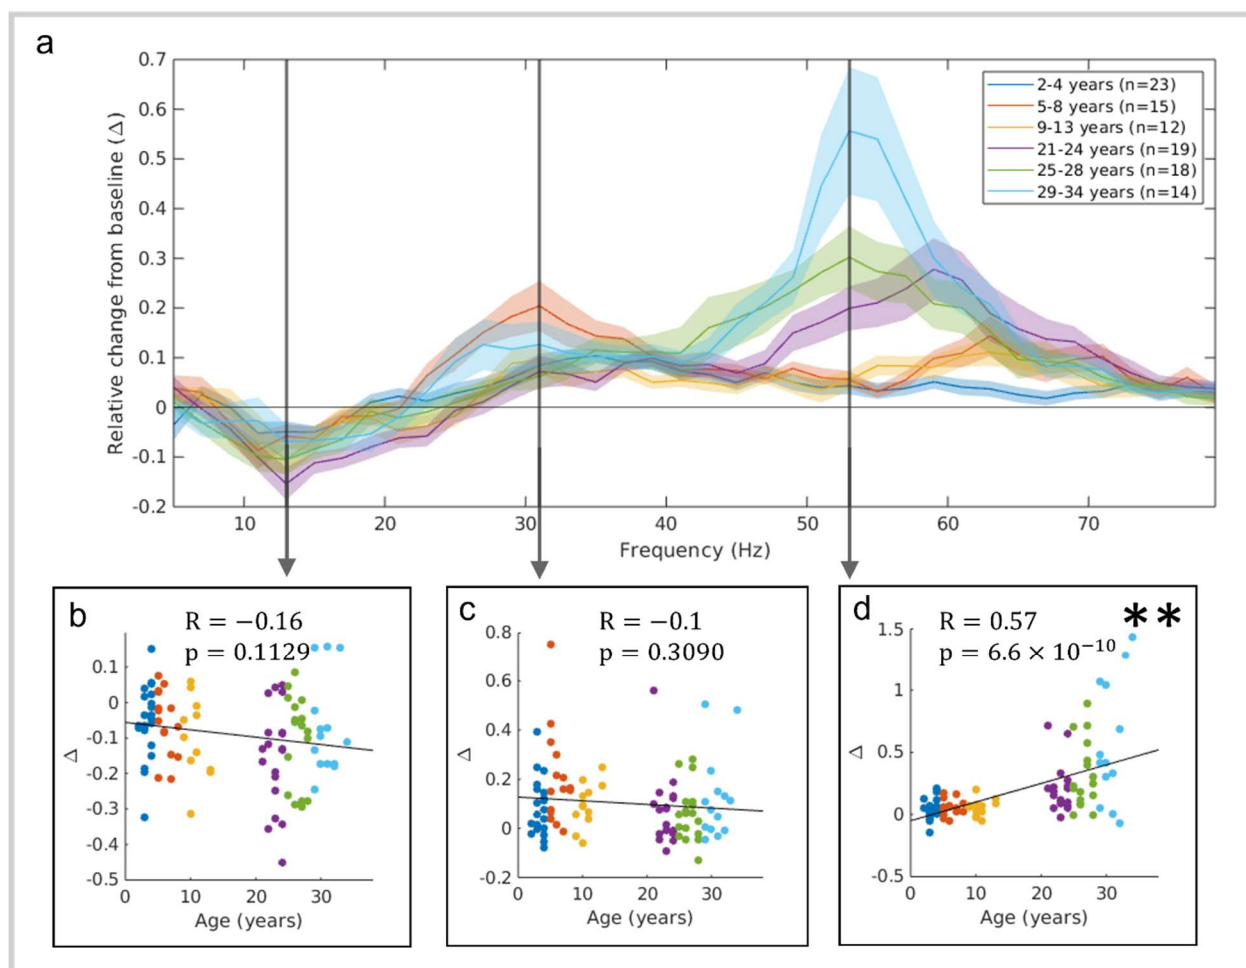 a
Relative change from baseline (Δ)
0.7
0.6
0.5
0.4
0.3
0.2
0.1
0
-0.1
-0.2
2-4 years (n=23)
5-8 years (n=15)
9-13 years (n=12)
21-24 years (n=19)
25-28 years (n=18)
29-34 years (n=14)
10 20 30 40 50 60 70
Frequency (Hz)
b
R = −0.16
p = 0.1129
Δ
0.1
0
-0.1
-0.2
-0.3
-0.4
-0.5
0 10 20 30
Age (years)
c
R = −0.1
p = 0.3090
Δ
0.8
0.6
0.4
0.2
0
-0.2
0 10 20 30
Age (years)
d
R = 0.57
**
p = 6.6 × 10⁻¹⁰
Δ
1.5
1
0.5
0
-0.5
0 10 20 30
Age (years)